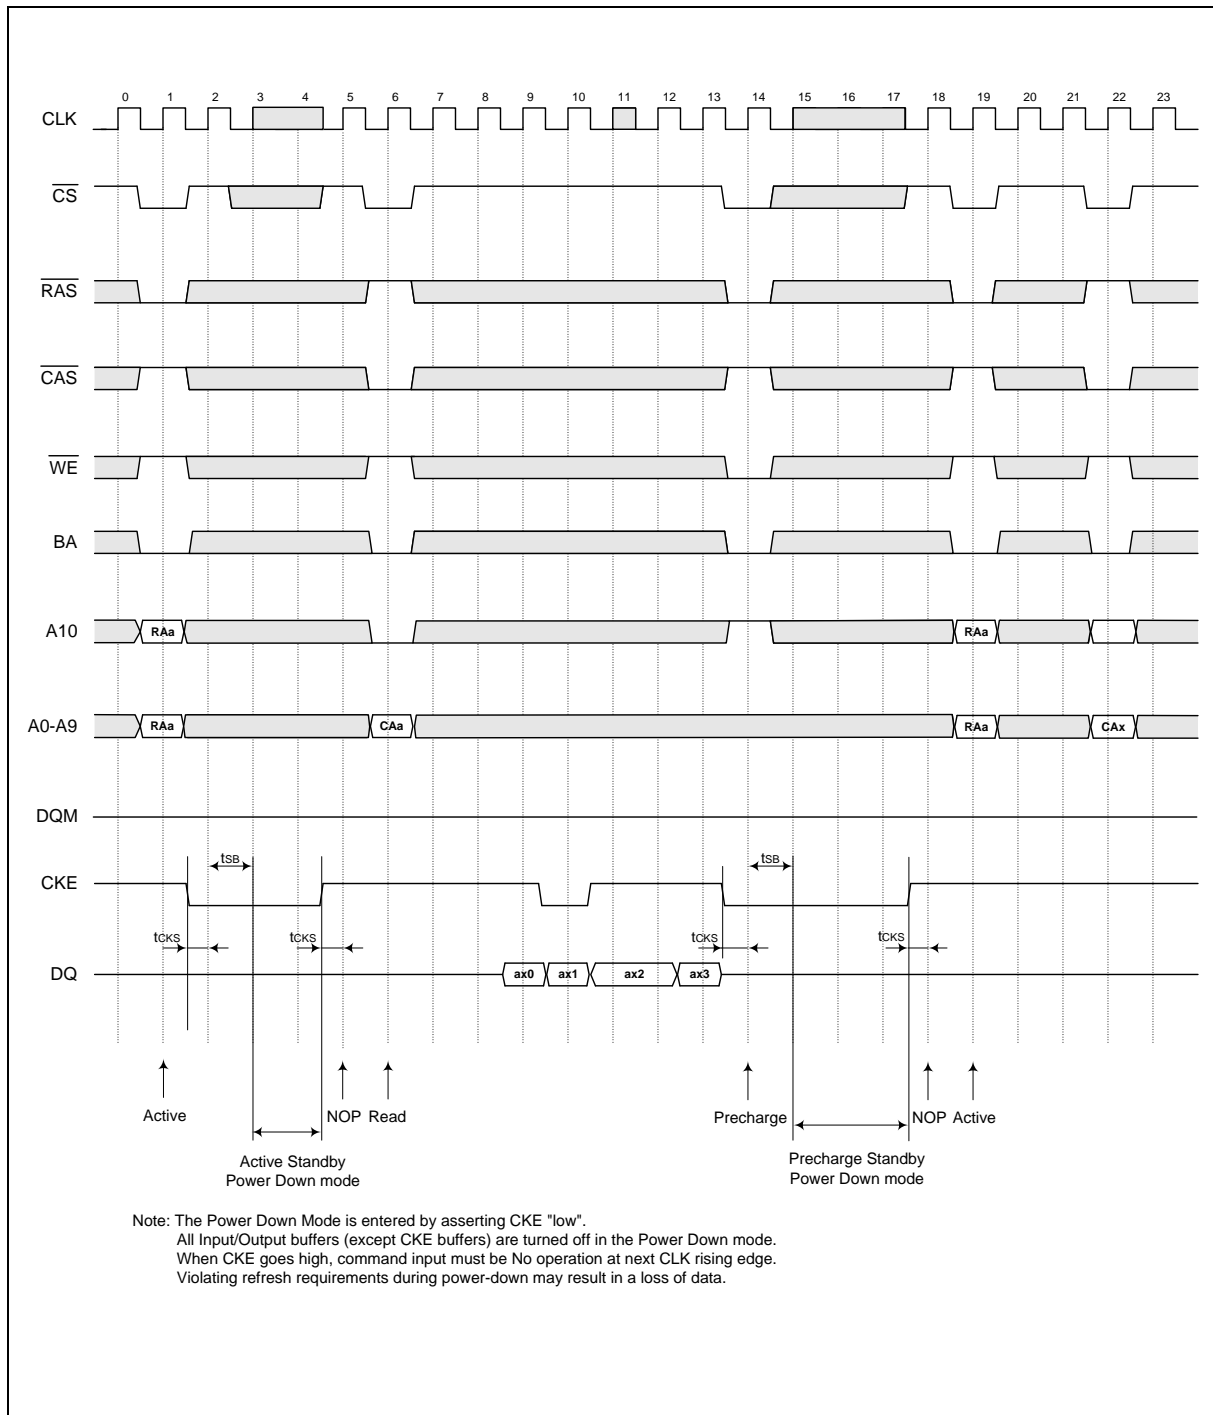 0 1 2 3 4 5 6 7 8 9 10 11 12 13 14 15 16 17 18 19 20 21 22 23
CLK
CS
RAS
CAS
WE
BA
A10 RAa RAa
A0-A9 RAa CAa RAa CAx
DQM
tSB tSB
CKE
tCKS tCKS tCKS tCKS
DQ ax0 ax1 ax2 ax3
Active NOP Read Precharge NOP Active
Active Standby
Power Down mode
Precharge Standby
Power Down mode
Note: The Power Down Mode is entered by asserting CKE "low".
All Input/Output buffers (except CKE buffers) are turned off in the Power Down mode.
When CKE goes high, command input must be No operation at next CLK rising edge.
Violating refresh requirements during power-down may result in a loss of data.